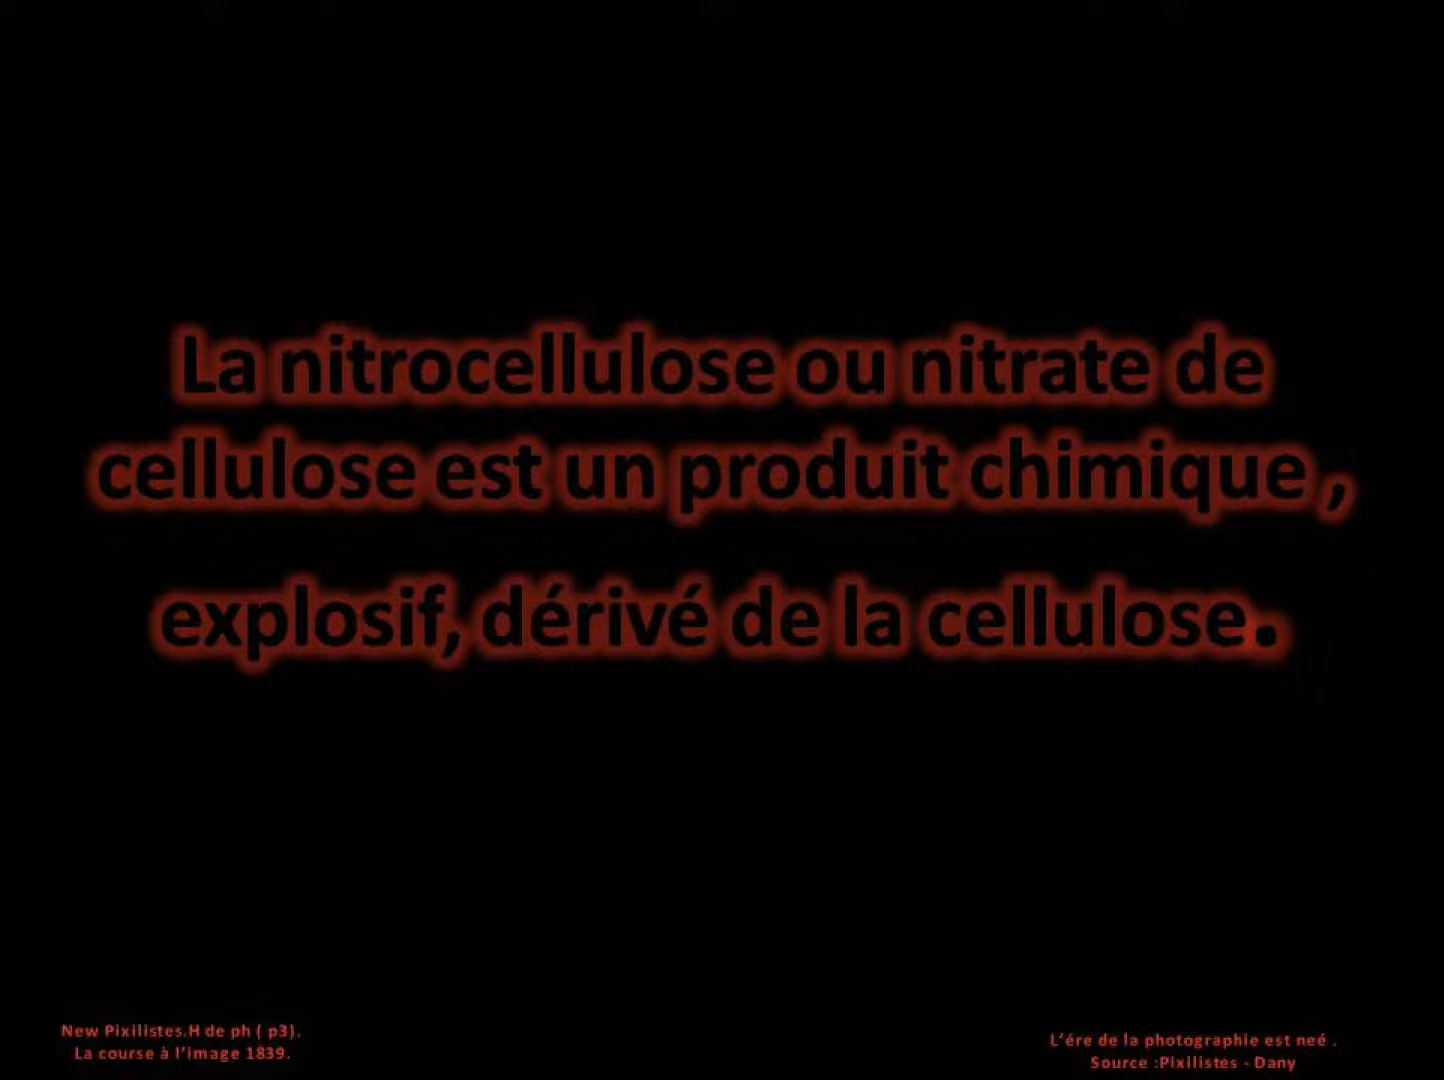 La nitrocellulose ou nitrate de
cellulose est un produit chimique ,
explosif, dérivé de la cellulose.
New Pixilistes.H de ph ( p3).
La course à l'image 1839.
L'ére de la photographie est neé .
Source :Pixilistes - Dany